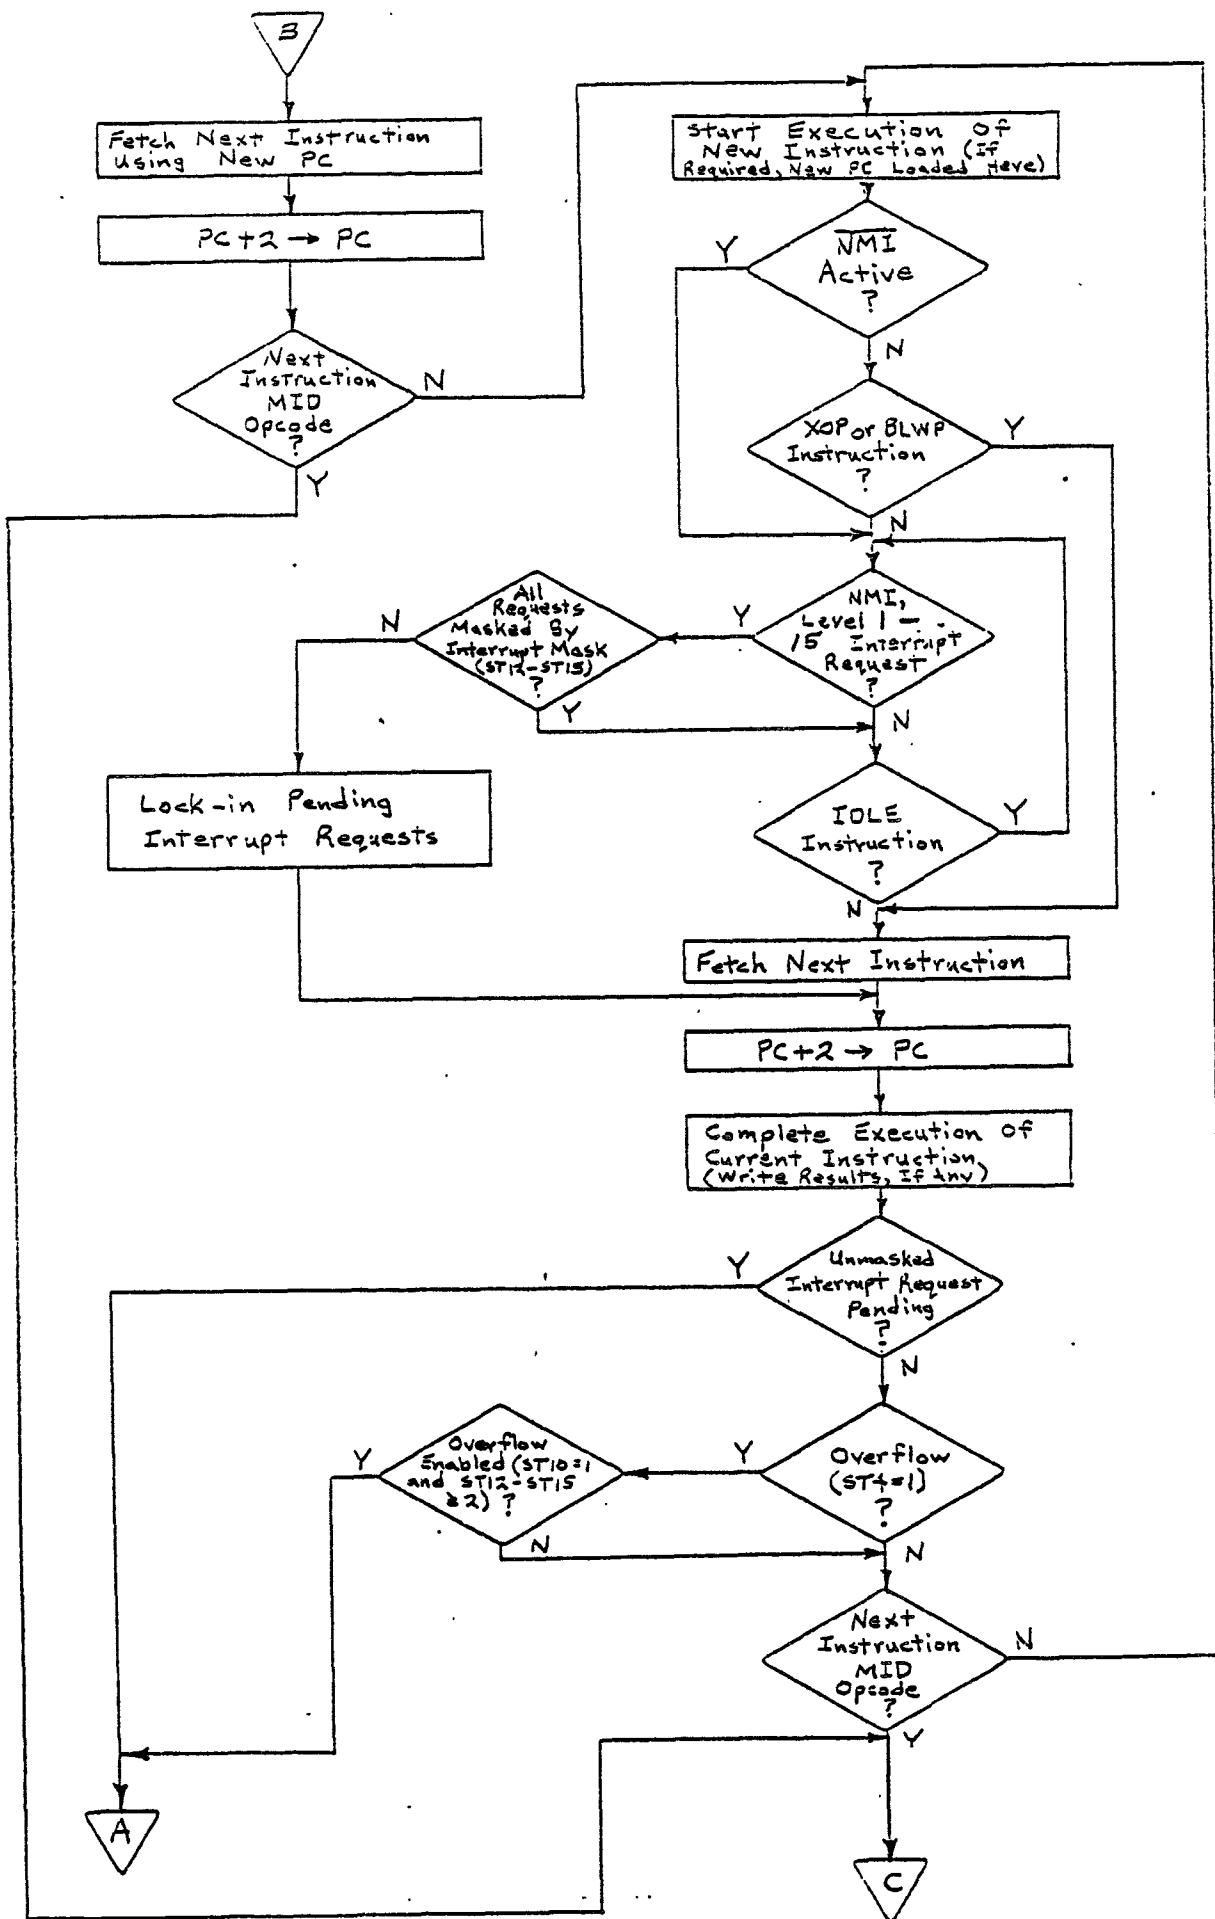 B
Fetch Next Instruction
Using New PC
PC+2 → PC
Next
Instruction
MID
Opcode
?
N
Y
Start Execution Of
New Instruction (If
Required, New PC Loaded Here)
NMI
Active
?
Y
N
XOP or BLWP
Instruction
?
Y
N
NMI,
Level 1 -
15 Interrupt
Request
?
Y
N
All
Requests
Masked By
Interrupt Mask
(ST12-ST15)
?
N
Y
Lock-in Pending
Interrupt Requests
IDLE
Instruction
?
Y
N
Fetch Next Instruction
PC+2 → PC
Complete Execution Of
Current Instruction
(Write Results, If Any)
Unmasked
Interrupt Request
Pending
?
Y
N
Overflow
(ST4=1)
?
Y
N
Overflow
Enabled (ST10=1
and ST12-ST15
≥2) ?
Y
N
Next
Instruction
MID
Opcode
?
N
Y
A
C